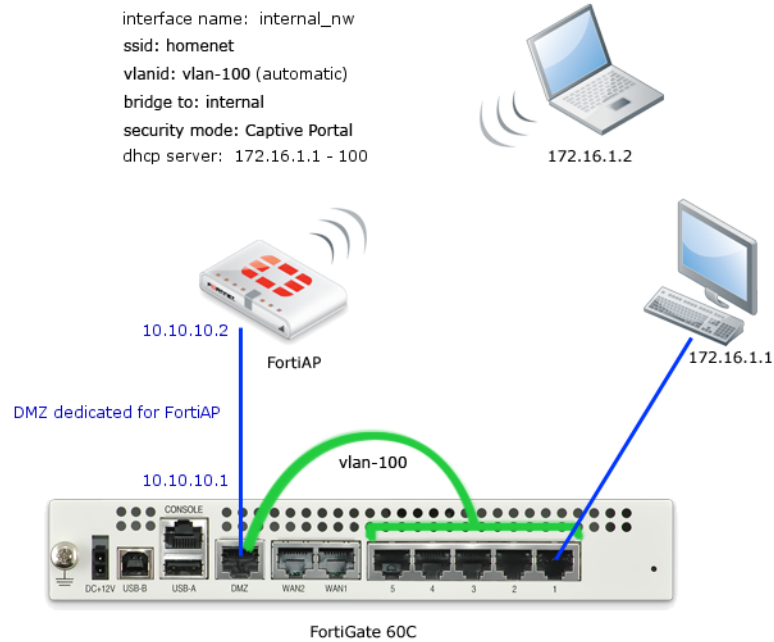 interface name: internal_nw
ssid: homenet
vlanid: vlan-100 (automatic)
bridge to: internal
security mode: Captive Portal
dhcp server: 172.16.1.1 - 100
172.16.1.2
FORTINET
10.10.10.2
FortiAP
172.16.1.1
DMZ dedicated for FortiAP
vlan-100
10.10.10.1
CONSOLE
DC+12V USB-B USB-A DMZ WAN2 WAN1 5 4 3 2 1
FortiGate 60C